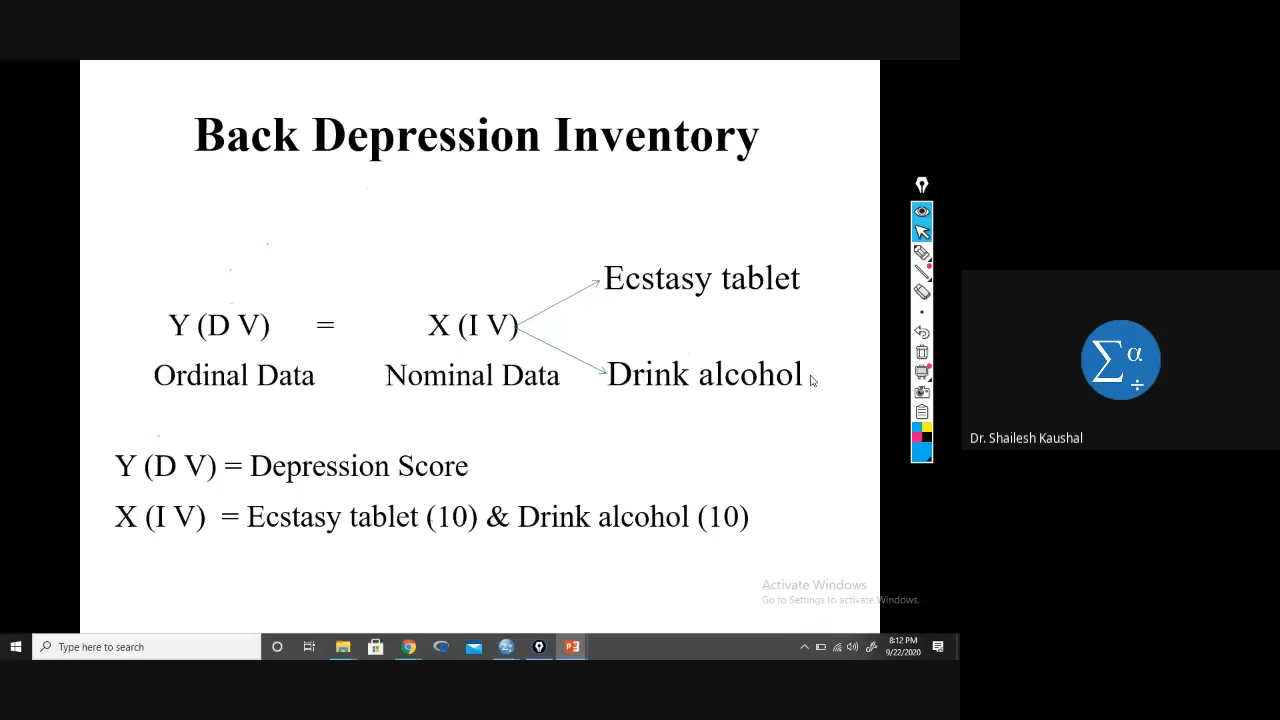 Back Depression Inventory
Ecstasy tablet
Y (D V) = X (I V)
Ordinal Data Nominal Data Drink alcohol
Y (D V) = Depression Score
X (I V) = Ecstasy tablet (10) & Drink alcohol (10)
Activate Windows
Go to Settings to activate Windows.
Σ α ÷
Dr. Shailesh Kaushal
Type here to search
8:12 PM
9/22/2020